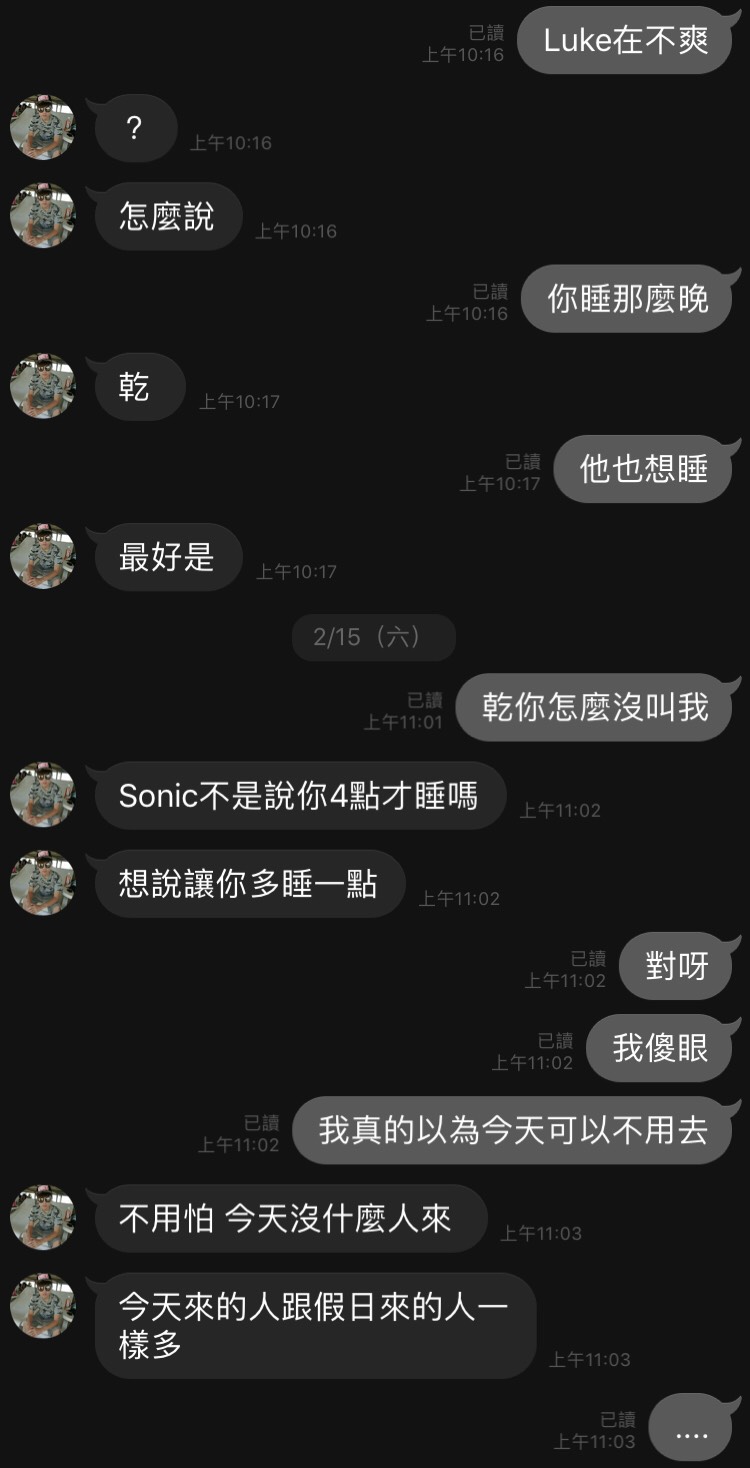 Luke在不爽
已讀
上午10:16
?
上午10:16
怎麼說
上午10:16
你睡那麼晚
已讀
上午10:16
乾
上午10:17
他也想睡
已讀
上午10:17
最好是
上午10:17
2/15（六）
乾你怎麼沒叫我
已讀
上午11:01
Sonic不是說你4點才睡嗎
上午11:02
想說讓你多睡一點
上午11:02
對呀
已讀
上午11:02
我傻眼
已讀
上午11:02
我真的以為今天可以不用去
已讀
上午11:02
不用怕 今天沒什麼人來
上午11:03
今天來的人跟假日來的人一
樣多
上午11:03
....
已讀
上午11:03